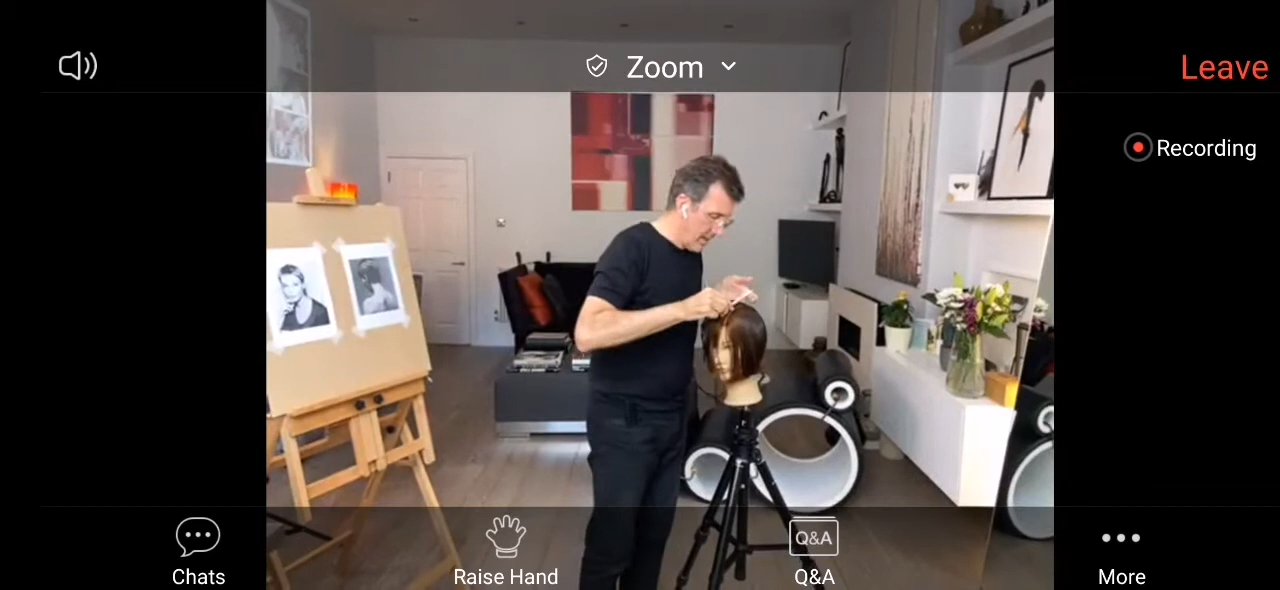 Zoom
Leave
Recording
Chats
Raise Hand
Q&A
Q&A
More